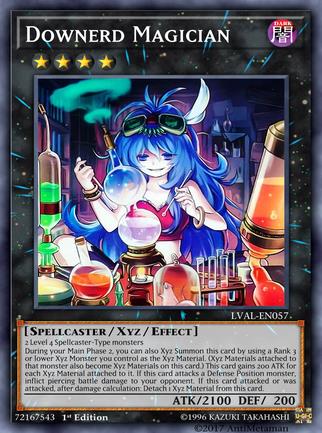 Downerd Magician
DARK
闇
LVAL-EN057
[SPELLCASTER / XYZ / EFFECT]
2 Level 4 Spellcaster-Type monsters
During your Main Phase 2, you can also Xyz Summon this card by using a Rank 3
or lower Xyz Monster you control as the Xyz Material. (Xyz Materials attached to
that monster also become Xyz Materials on this card.) This card gains 200 ATK for
each Xyz Material attached to it. If this card attacks a Defense Position monster,
inflict piercing battle damage to your opponent. If this card attacked or was
attacked, after damage calculation: Detach 1 Xyz Material from this card.
ATK/2100 DEF/ 200
72167543 1st Edition ©1996 KAZUKI TAKAHASHI
©2017 AntiMetaman